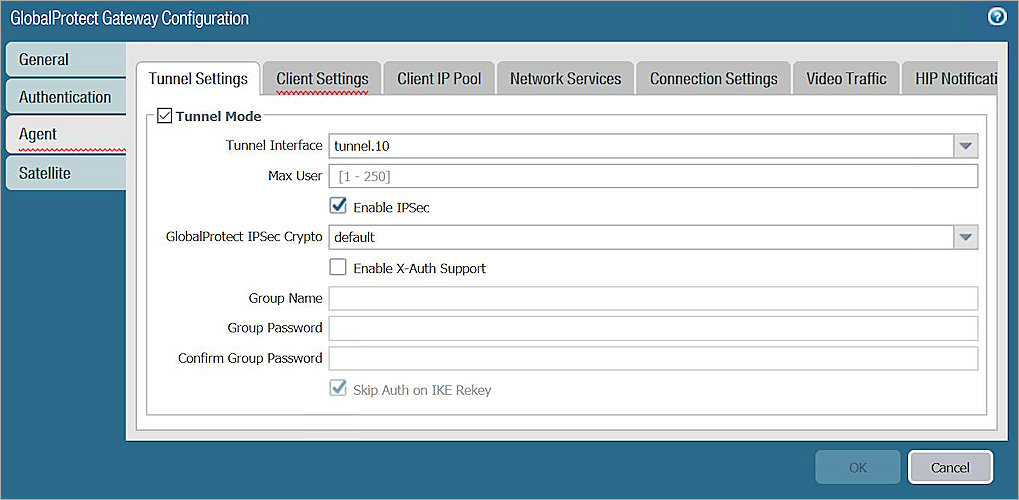 GlobalProtect Gateway Configuration
General
Authentication
Agent
Satellite
Tunnel Settings Client Settings Client IP Pool Network Services Connection Settings Video Traffic HIP Notificati
Tunnel Mode
Tunnel Interface tunnel.10
Max User [1 - 250]
Enable IPSec
GlobalProtect IPSec Crypto default
Enable X-Auth Support
Group Name
Group Password
Confirm Group Password
Skip Auth on IKE Rekey
OK Cancel